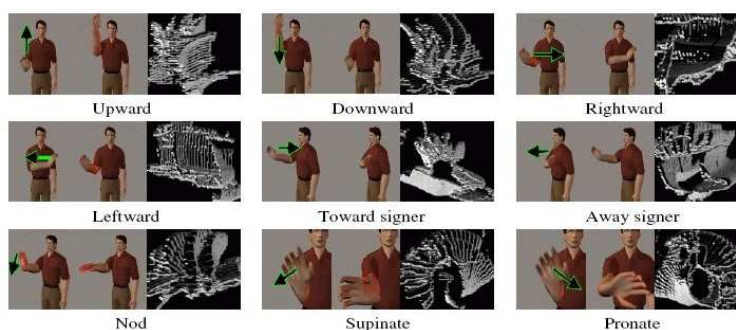 Upward
Downward
Rightward
Leftward
Toward signer
Away signer
Nod
Supinate
Pronate